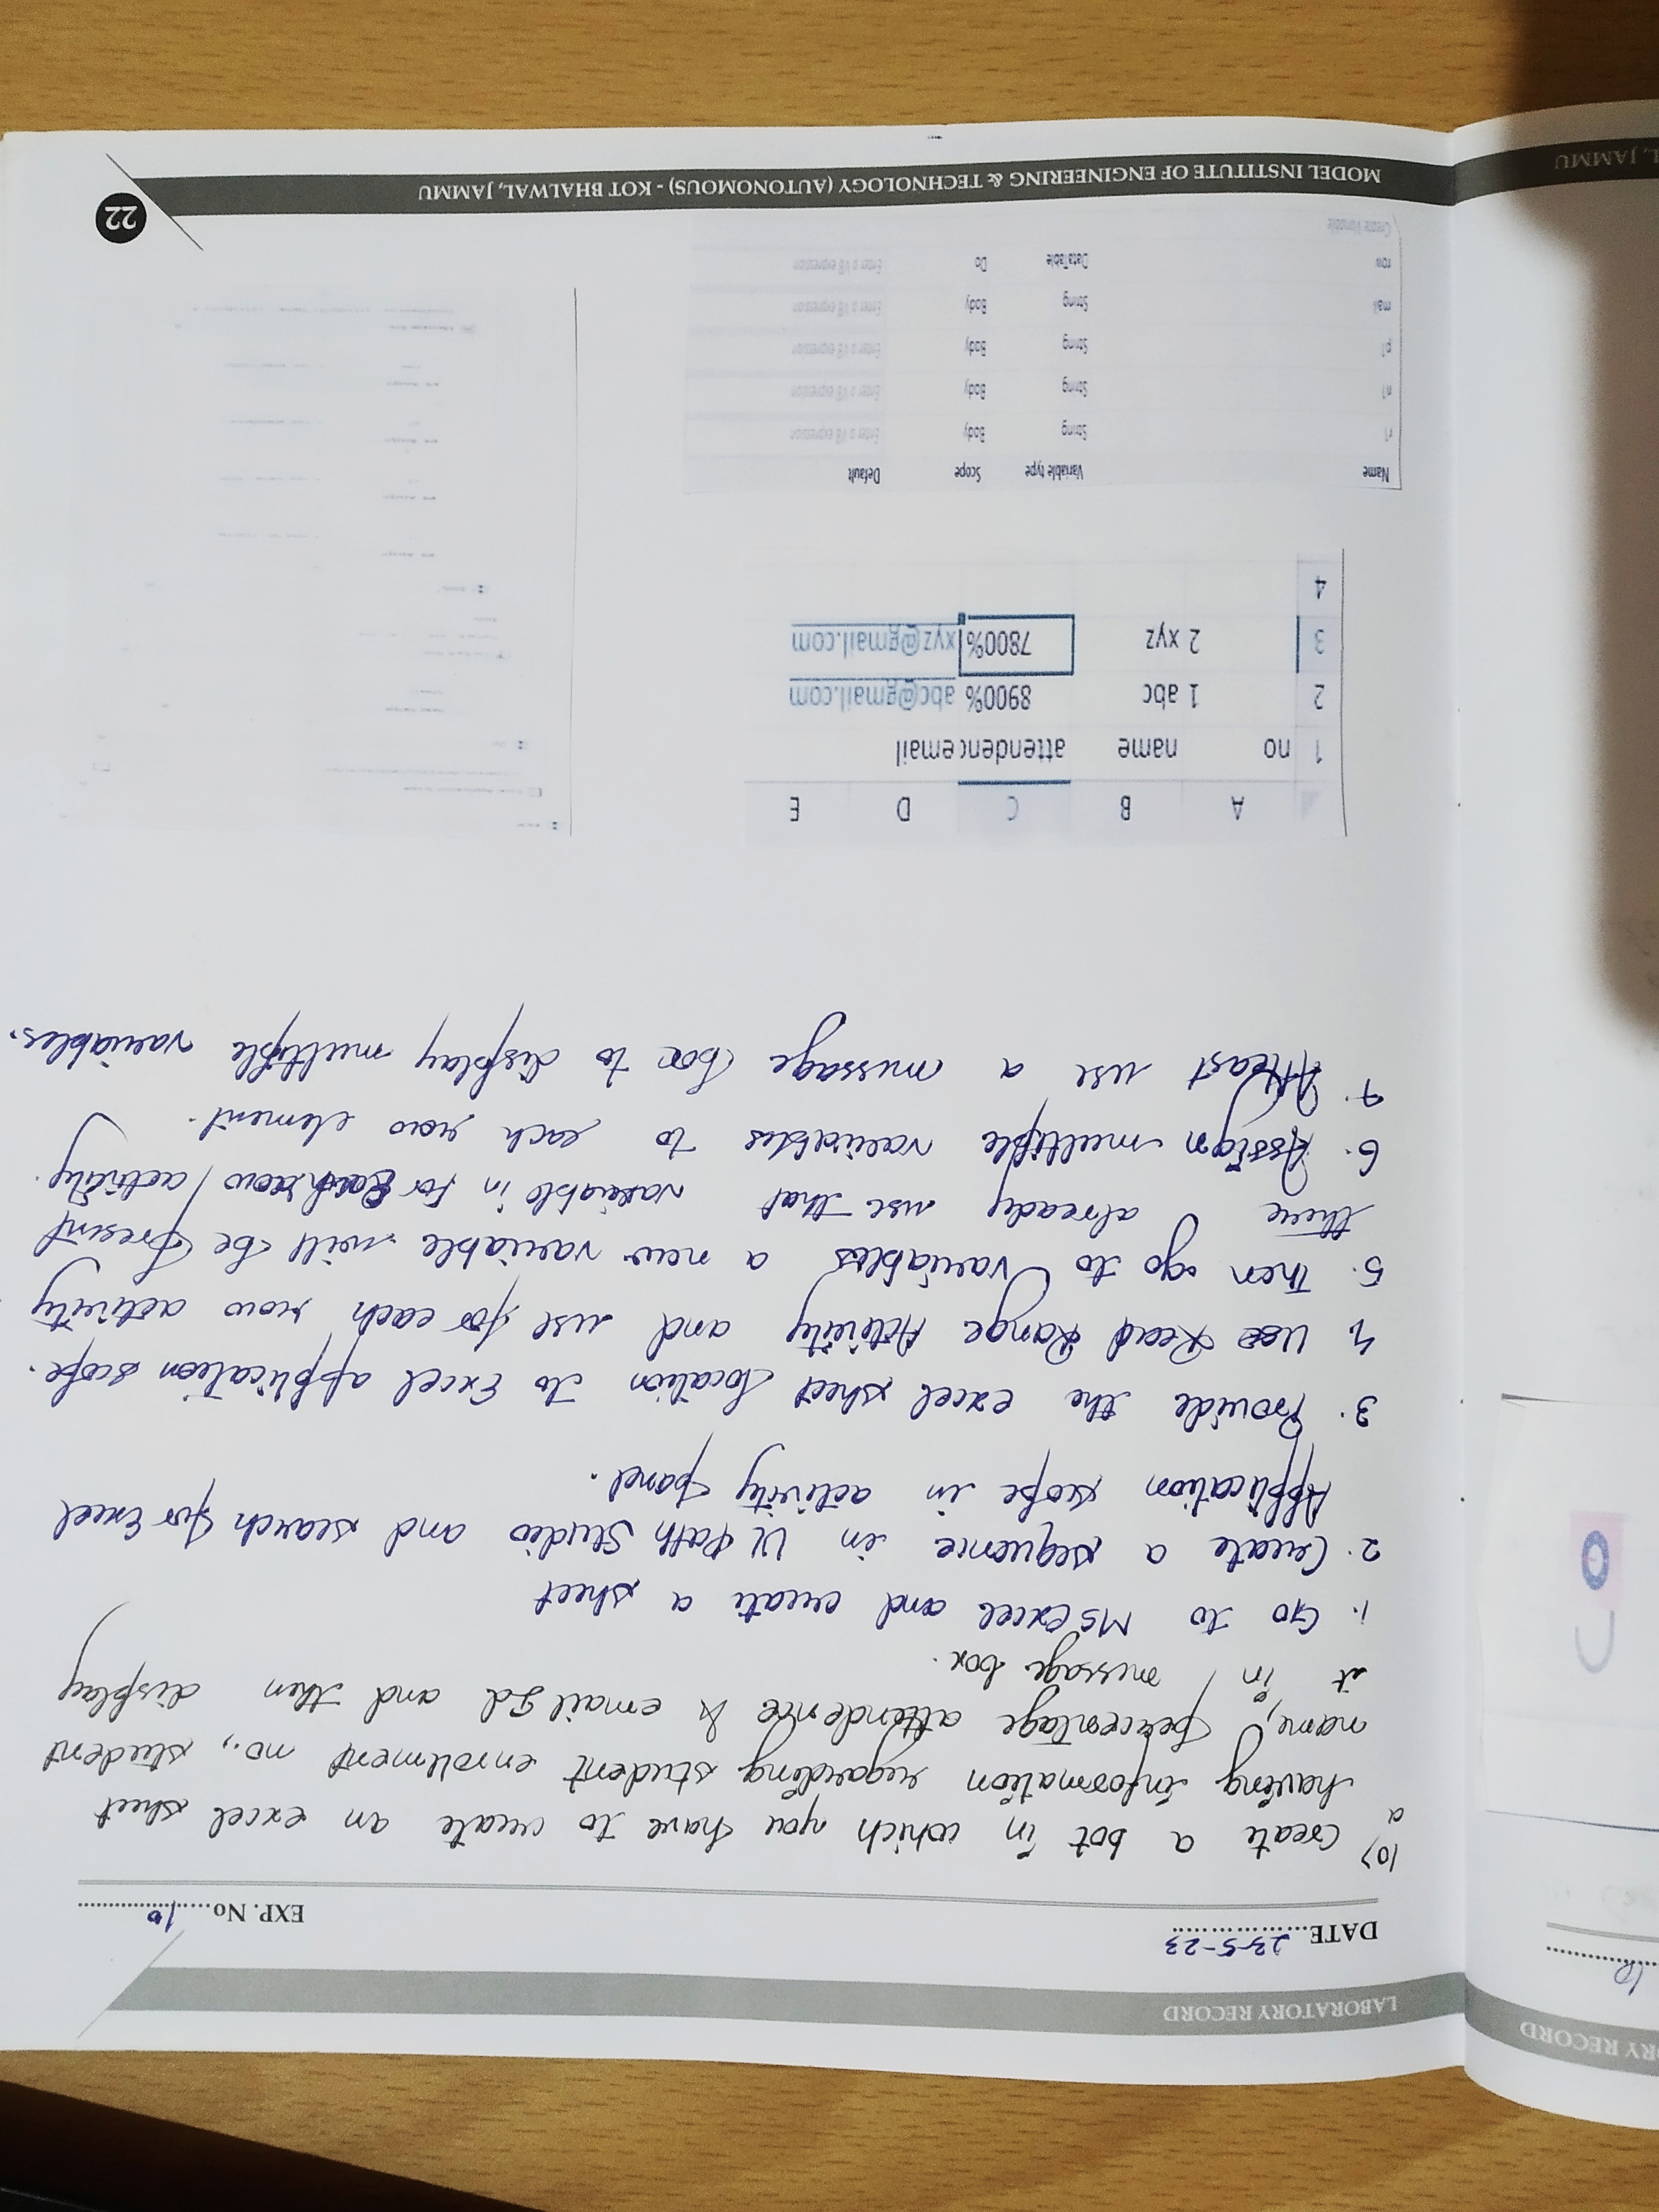 LABORATORY RECORD
DATE 23-5-23
EXP. No. 10
10) Create a bot in which you have to create an excel sheet
a
having information regarding student enrollment no., student
name, percentage attendence & email Id and then display
it in message box.
1. Go to MS Excel and create a sheet
2. Create a sequence in UI Path Studio and search for Excel
Application scope in activity panel.
3. Provide the excel sheet location to Excel application scope.
4. Use Read Range Activity and use for each row activity
5. Then go to variables a new variable will be present
there already use that variable in for Each row activity.
6. Assign multiple variables to each row element.
7. Atleast use a message box to display multiple variables.
A B C D E
1 no name attendenc email
2 1 abc 8900% abc@gmail.com
3 2 xyz 7800% xyz@gmail.com
4
Name Variable type Scope Default
r1 String Body Enter a VB expression
n1 String Body Enter a VB expression
p1 String Body Enter a VB expression
mail String Body Enter a VB expression
row DataTable Do Enter a VB expression
Create Variable
MODEL INSTITUTE OF ENGINEERING & TECHNOLOGY (AUTONOMOUS) - KOT BHALWAL, JAMMU
22
RY RECORD
L, JAMMU